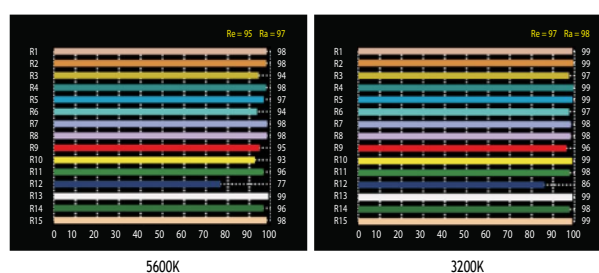 Re = 95 Ra = 97
R1 98
R2 98
R3 94
R4 98
R5 97
R6 94
R7 98
R8 98
R9 95
R10 93
R11 96
R12 77
R13 99
R14 96
R15 98
0 10 20 30 40 50 60 70 80 90 100
5600K
Re = 97 Ra = 98
R1 99
R2 99
R3 97
R4 99
R5 99
R6 97
R7 98
R8 98
R9 96
R10 99
R11 98
R12 86
R13 99
R14 98
R15 99
0 10 20 30 40 50 60 70 80 90 100
3200K